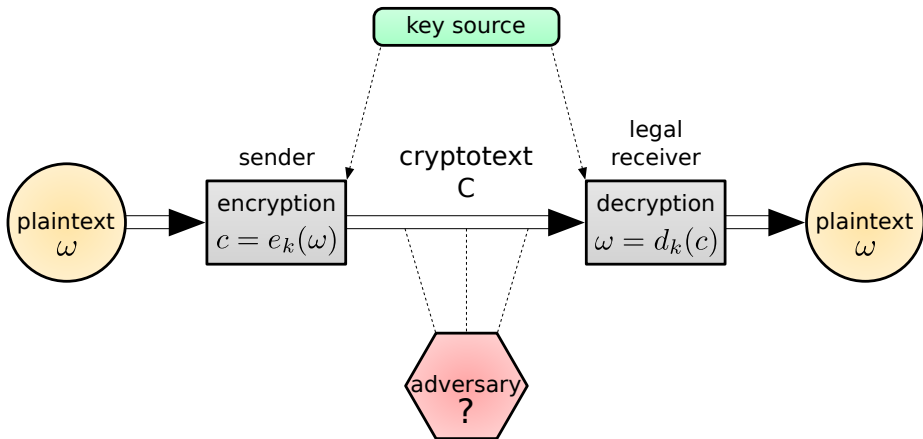 key source
sender
cryptotext
C
legal
receiver
plaintext
ω
encryption
c = e_k(ω)
decryption
ω = d_k(c)
plaintext
ω
adversary
?